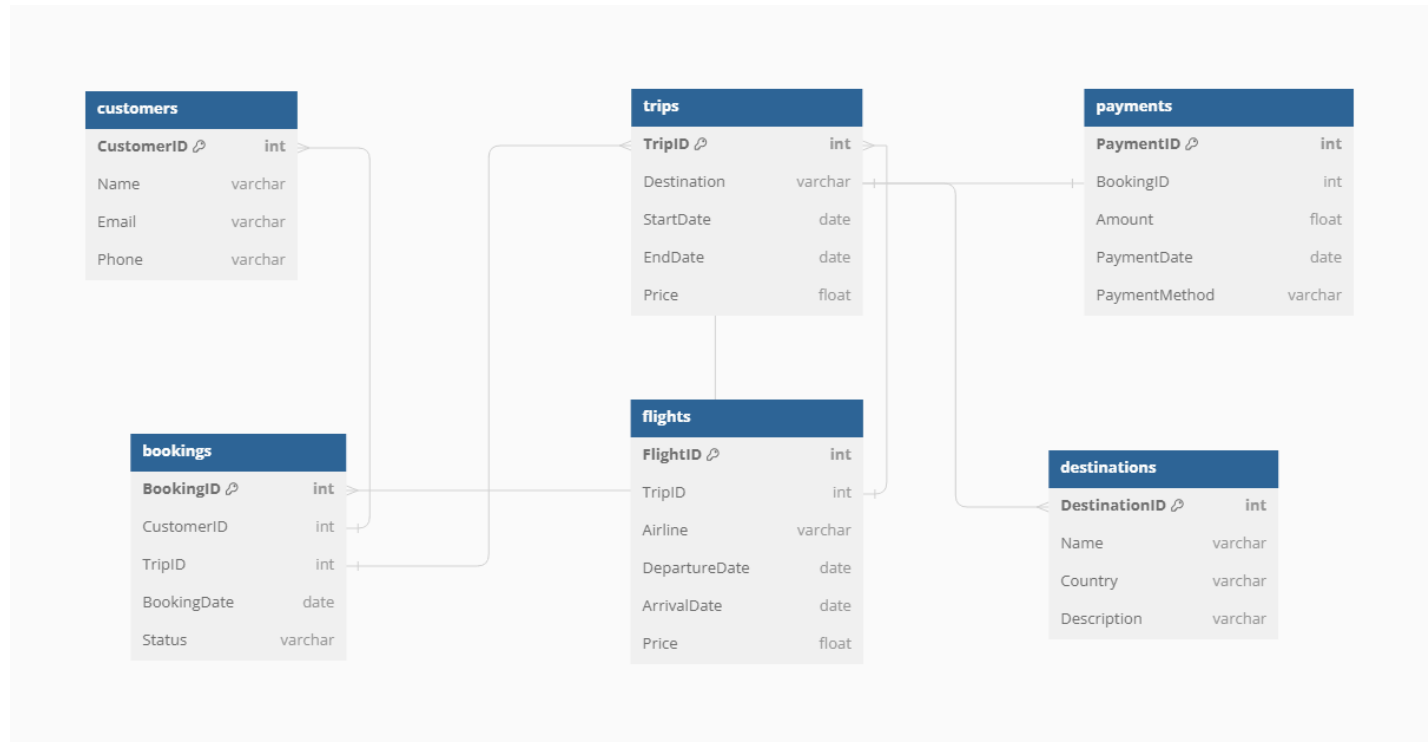 customers
CustomerID int
Name varchar
Email varchar
Phone varchar
trips
TripID int
Destination varchar
StartDate date
EndDate date
Price float
payments
PaymentID int
BookingID int
Amount float
PaymentDate date
PaymentMethod varchar
bookings
BookingID int
CustomerID int
TripID int
BookingDate date
Status varchar
flights
FlightID int
TripID int
Airline varchar
DepartureDate date
ArrivalDate date
Price float
destinations
DestinationID int
Name varchar
Country varchar
Description varchar